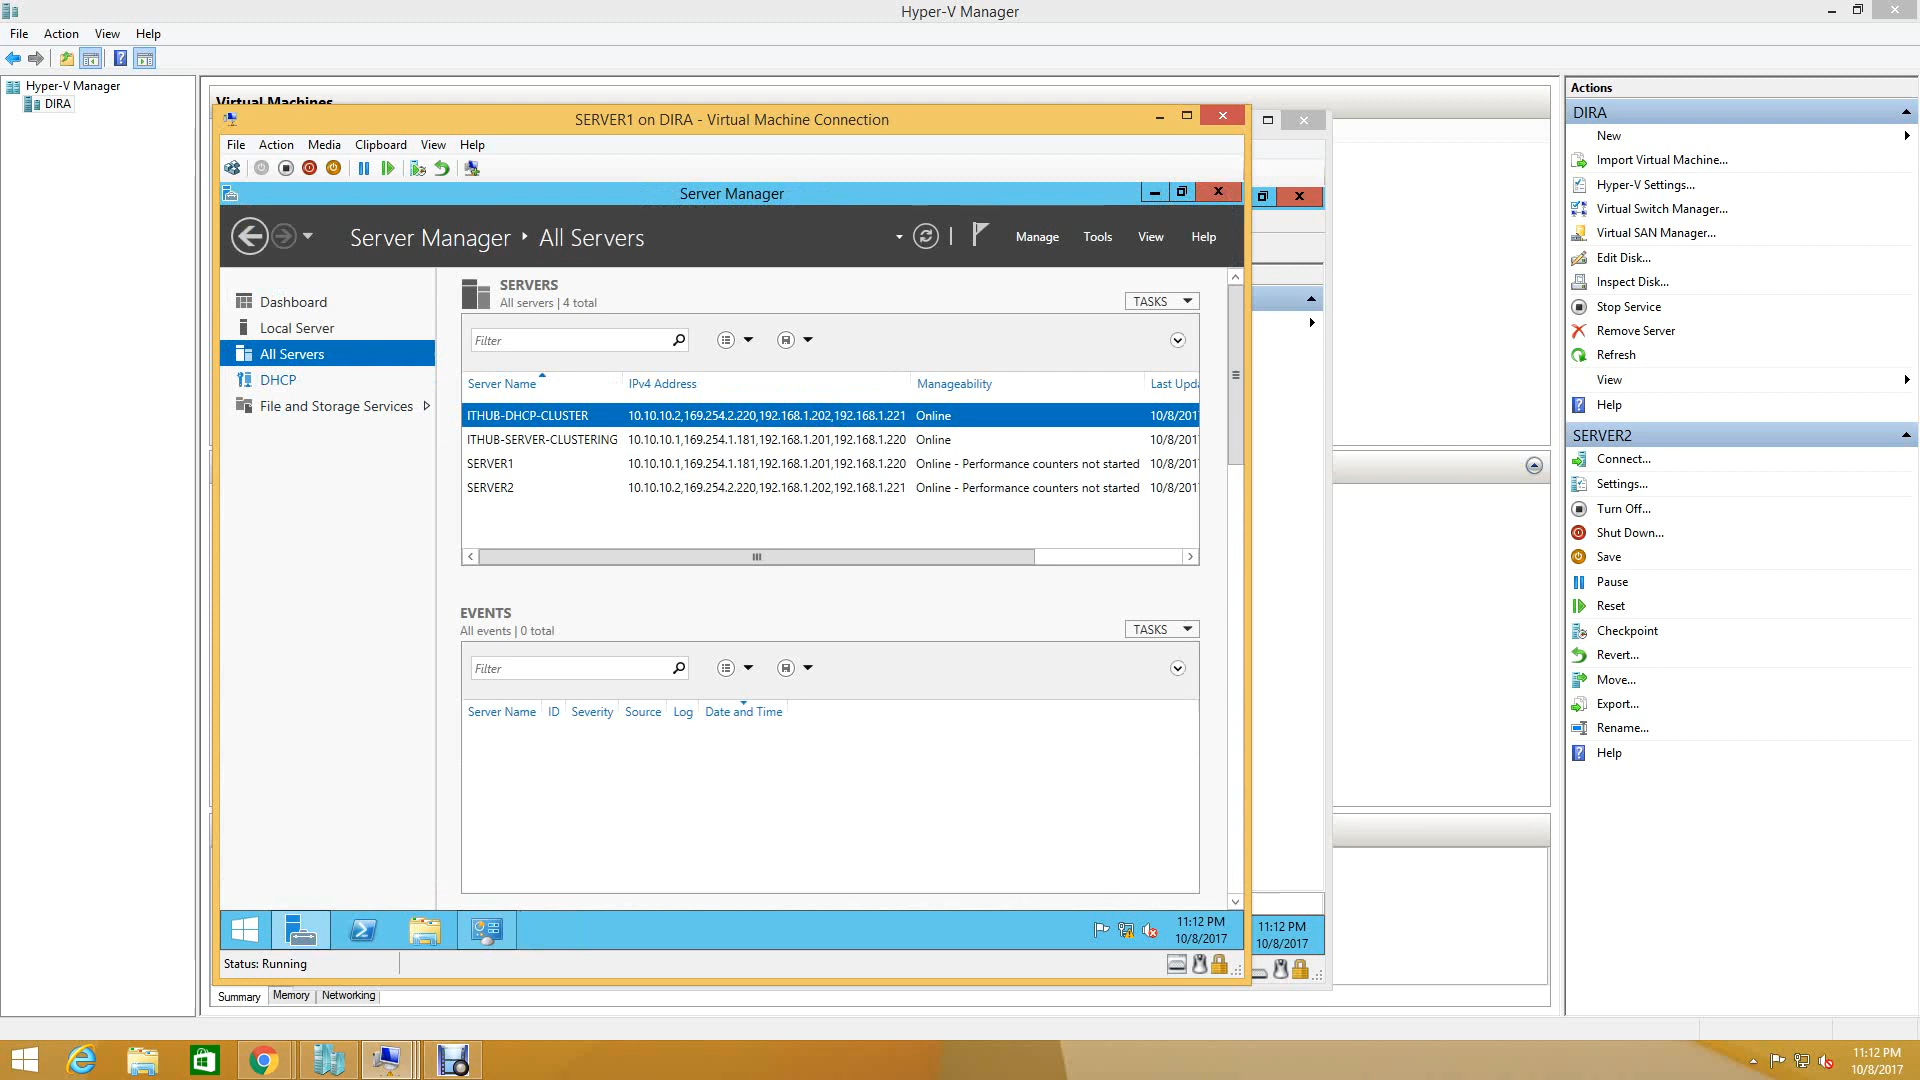 Hyper-V Manager
File Action View Help
Hyper-V Manager
DIRA
Virtual Machines
SERVER1 on DIRA - Virtual Machine Connection
File Action Media Clipboard View Help
Server Manager
Server Manager All Servers
Manage Tools View Help
Dashboard
Local Server
All Servers
DHCP
File and Storage Services
SERVERS
All servers | 4 total
TASKS
Filter
Server Name IPv4 Address Manageability Last Upda
ITHUB-DHCP-CLUSTER 10.10.10.2,169.254.2.220,192.168.1.202,192.168.1.221 Online 10/8/2017
ITHUB-SERVER-CLUSTERING 10.10.10.1,169.254.1.181,192.168.1.201,192.168.1.220 Online 10/8/2017
SERVER1 10.10.10.1,169.254.1.181,192.168.1.201,192.168.1.220 Online - Performance counters not started 10/8/2017
SERVER2 10.10.10.2,169.254.2.220,192.168.1.202,192.168.1.221 Online - Performance counters not started 10/8/2017
EVENTS
All events | 0 total
TASKS
Filter
Server Name ID Severity Source Log Date and Time
11:12 PM
10/8/2017
Status: Running
11:12 PM
10/8/2017
Summary Memory Networking
Actions
DIRA
New
Import Virtual Machine...
Hyper-V Settings...
Virtual Switch Manager...
Virtual SAN Manager...
Edit Disk...
Inspect Disk...
Stop Service
Remove Server
Refresh
View
Help
SERVER2
Connect...
Settings...
Turn Off...
Shut Down...
Save
Pause
Reset
Checkpoint
Revert...
Move...
Export...
Rename...
Help
11:12 PM
10/8/2017